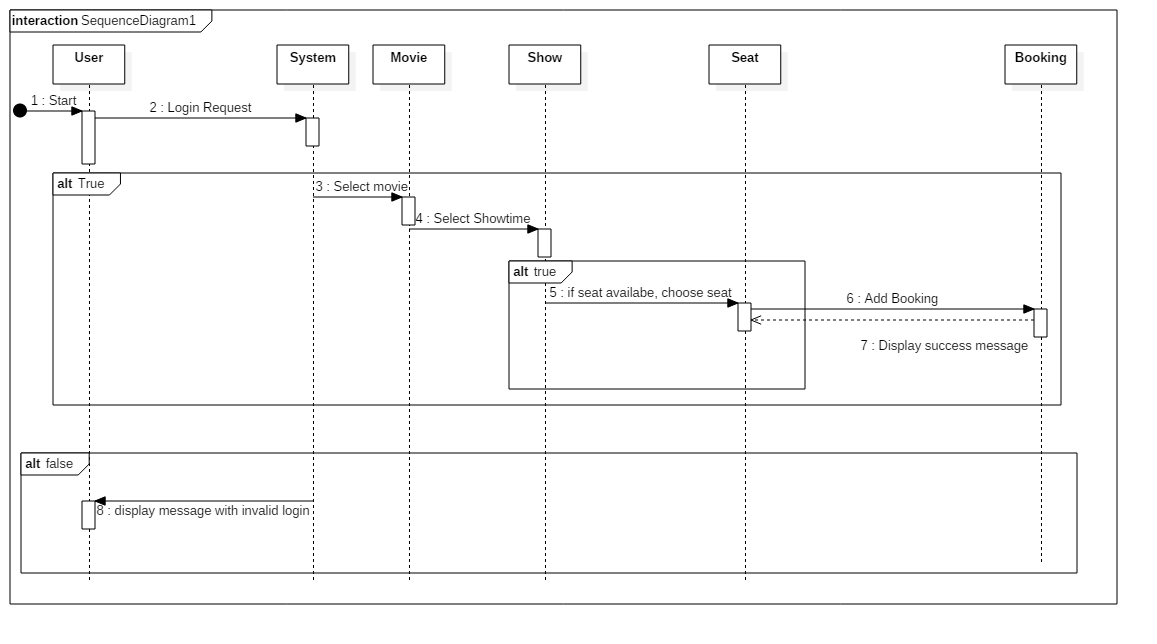 interaction SequenceDiagram1
User
System
Movie
Show
Seat
Booking
1 : Start
2 : Login Request
alt True
3 : Select movie
4 : Select Showtime
alt true
5 : if seat availabe, choose seat
6 : Add Booking
7 : Display success message
alt false
8 : display message with invalid login